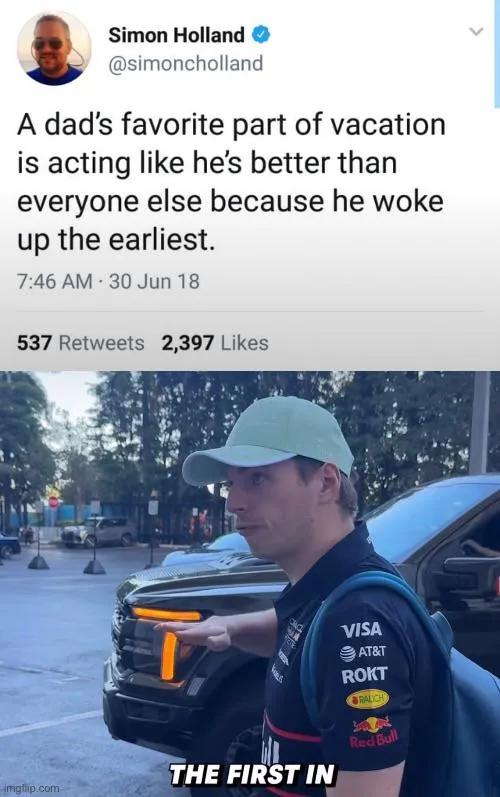 Simon Holland
@simoncholland
A dad's favorite part of vacation
is acting like he's better than
everyone else because he woke
up the earliest.
7:46 AM · 30 Jun 18
537 Retweets 2,397 Likes
VISA
AT&T
ROKT
RAUCH
Red Bull
THE FIRST IN
imgflip.com